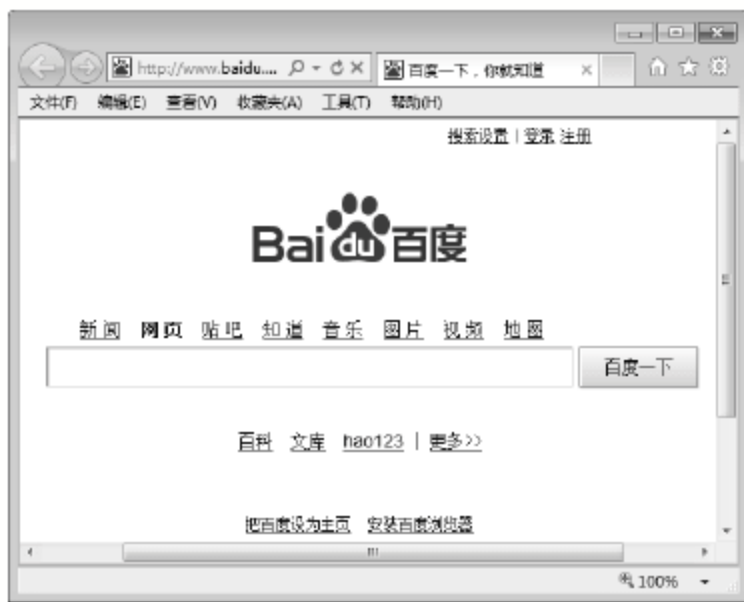 http://www.baidu.... 百度一下，你就知道
文件(F) 编辑(E) 查看(V) 收藏夹(A) 工具(T) 帮助(H)
搜索设置 | 登录 注册
Bai du 百度
新闻 网页 贴吧 知道 音乐 图片 视频 地图
百度一下
百科 文库 hao123 | 更多>>
把百度设为主页 安装百度浏览器
100%